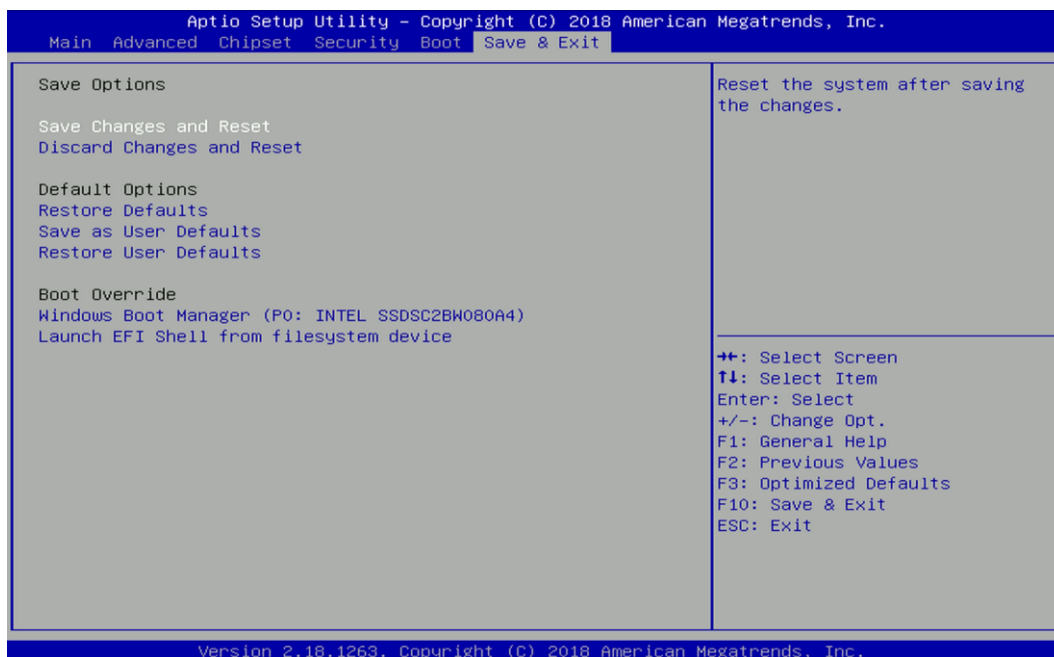 Aptio Setup Utility – Copyright (C) 2018 American Megatrends, Inc.
Main Advanced Chipset Security Boot Save & Exit
Save Options
Save Changes and Reset
Discard Changes and Reset
Default Options
Restore Defaults
Save as User Defaults
Restore User Defaults
Boot Override
Windows Boot Manager (P0: INTEL SSDSC2BW080A4)
Launch EFI Shell from filesystem device
Reset the system after saving
the changes.
→←: Select Screen
↑↓: Select Item
Enter: Select
+/-: Change Opt.
F1: General Help
F2: Previous Values
F3: Optimized Defaults
F10: Save & Exit
ESC: Exit
Version 2.18.1263. Copyright (C) 2018 American Megatrends, Inc.